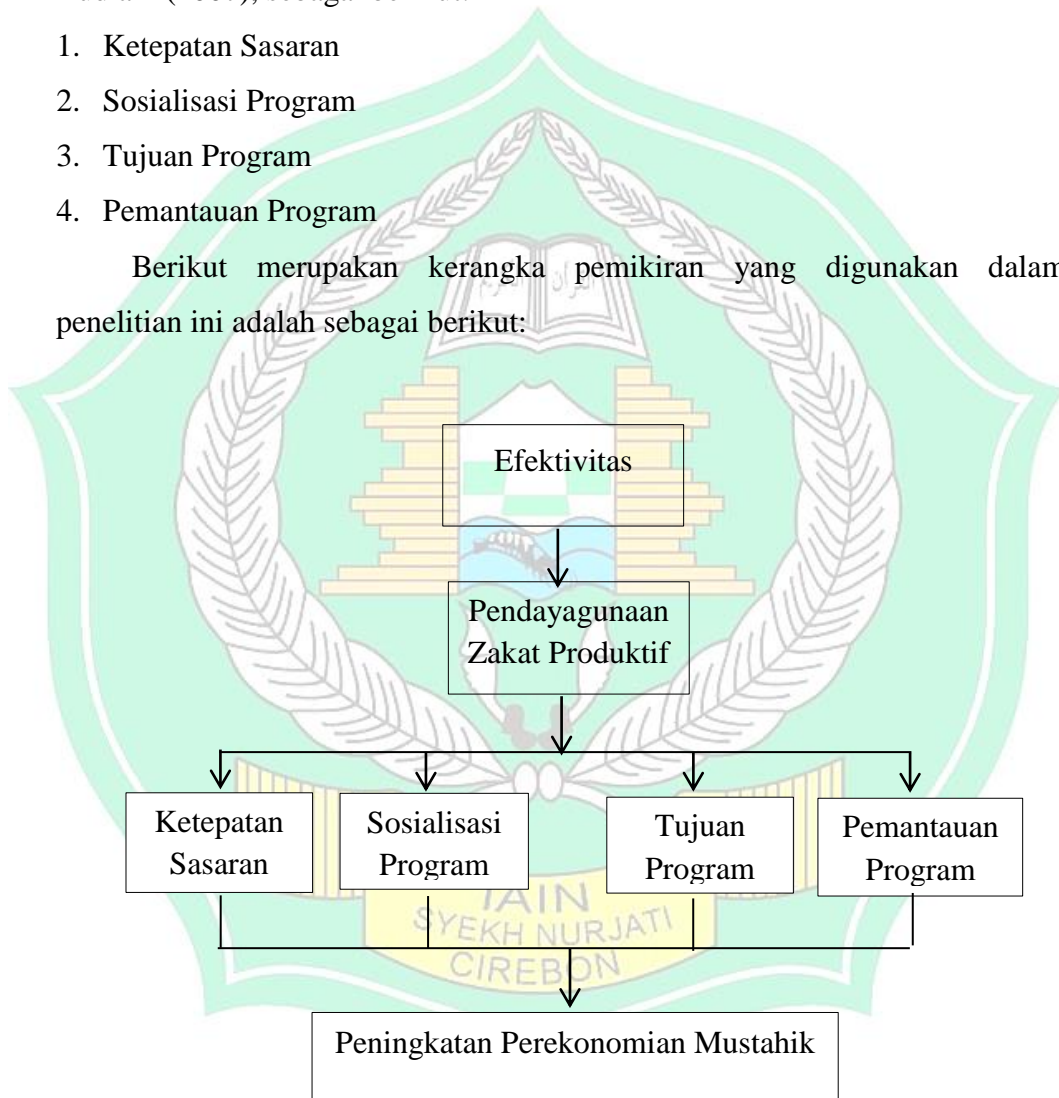 1. Ketepatan Sasaran
2. Sosialisasi Program
3. Tujuan Program
4. Pemantauan Program
Berikut merupakan kerangka pemikiran yang digunakan dalam
penelitian ini adalah sebagai berikut:
Efektivitas
Pendayagunaan
Zakat Produktif
Ketepatan
Sasaran
Sosialisasi
Program
Tujuan
Program
Pemantauan
Program
IAIN
SYEKH NURJATI
CIREBON
Peningkatan Perekonomian Mustahik